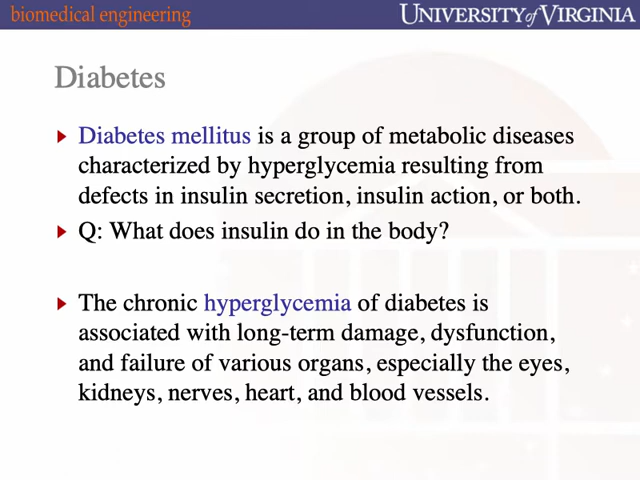 biomedical engineering
UNIVERSITY of VIRGINIA
Diabetes
Diabetes mellitus is a group of metabolic diseases
characterized by hyperglycemia resulting from
defects in insulin secretion, insulin action, or both.
Q: What does insulin do in the body?
The chronic hyperglycemia of diabetes is
associated with long-term damage, dysfunction,
and failure of various organs, especially the eyes,
kidneys, nerves, heart, and blood vessels.